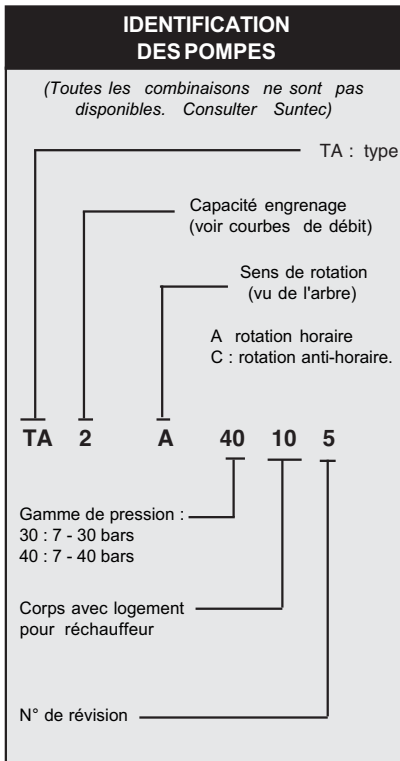 IDENTIFICATION
DES POMPES
(Toutes les combinaisons ne sont pas
disponibles. Consulter Suntec)
TA : type
Capacité engrenage
(voir courbes de débit)
Sens de rotation
(vu de l'arbre)
A rotation horaire
C : rotation anti-horaire.
TA 2 A 40 10 5
Gamme de pression :
30 : 7 - 30 bars
40 : 7 - 40 bars
Corps avec logement
pour réchauffeur
N° de révision